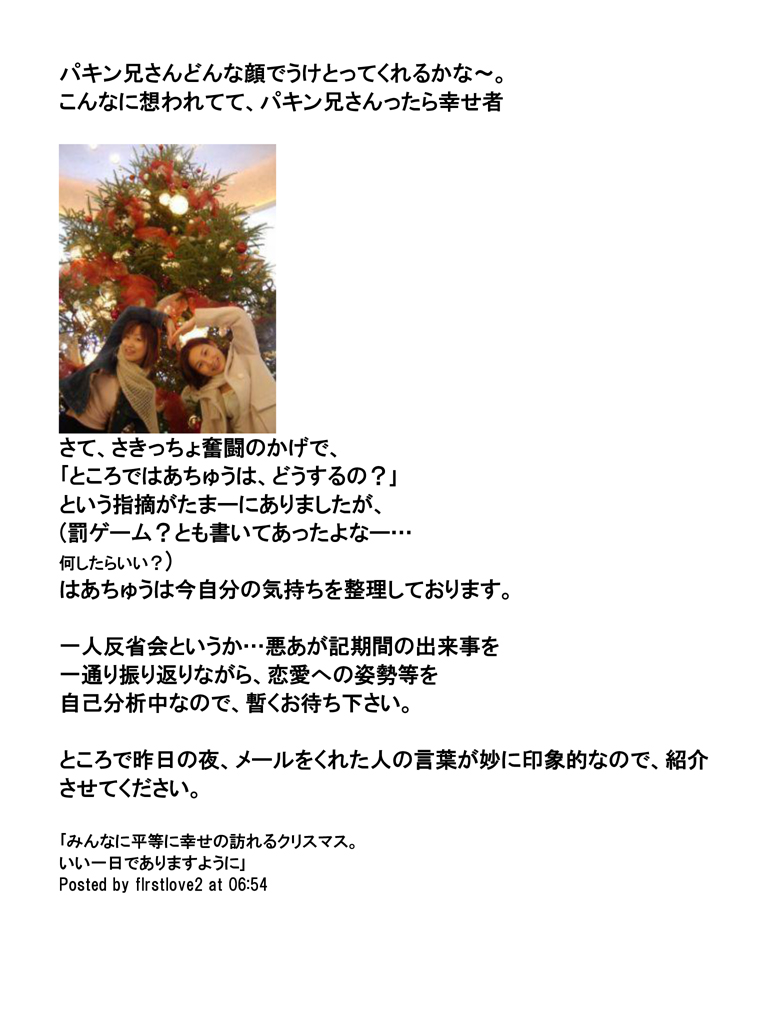 パキン兄さんどんな顔でうけとってくれるかな～。
こんなに想われてて、パキン兄さんったら幸せ者
さて、さきっちょ奮闘のかげで、
「ところではあちゅうは、どうするの？」
という指摘がたまーにありましたが、
(罰ゲーム？とも書いてあったよなー…
何したらいい？)
はあちゅうは今自分の気持ちを整理しております。
一人反省会というか…悪あが記期間の出来事を
一通り振り返りながら、恋愛への姿勢等を
自己分析中なので、暫くお待ち下さい。
ところで昨日の夜、メールをくれた人の言葉が妙に印象的なので、紹介
させてください。
「みんなに平等に幸せの訪れるクリスマス。
いい一日でありますように」
Posted by f1rstlove2 at 06:54